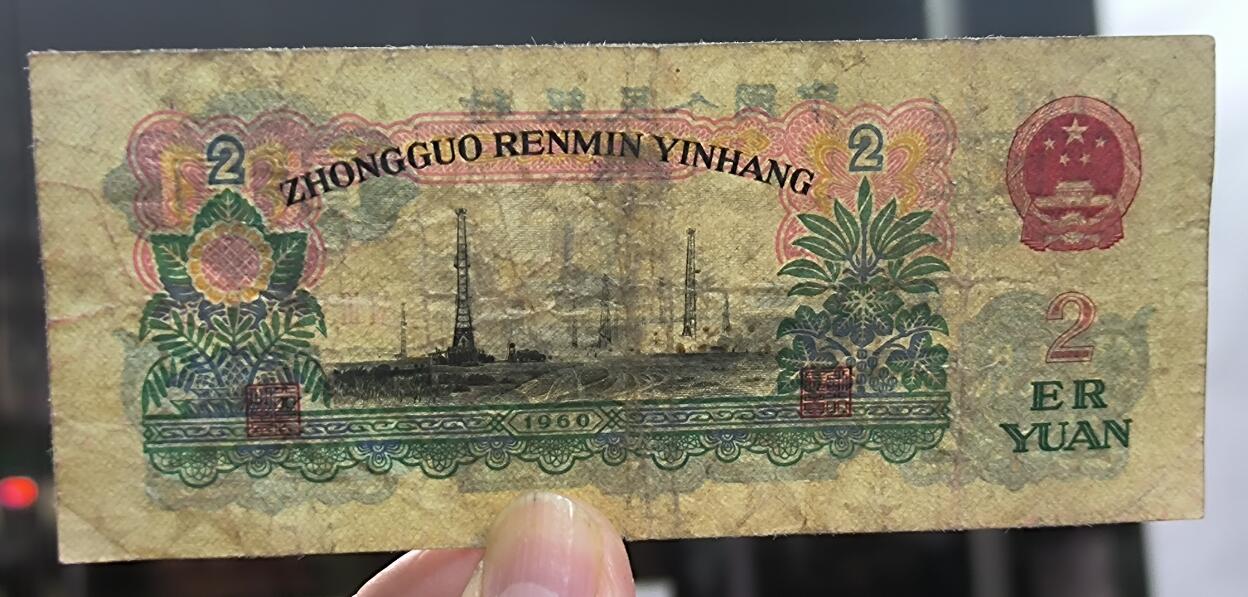 2
2
ZHONGGUO RENMIN YINHANG
1960
2
ER
YUAN